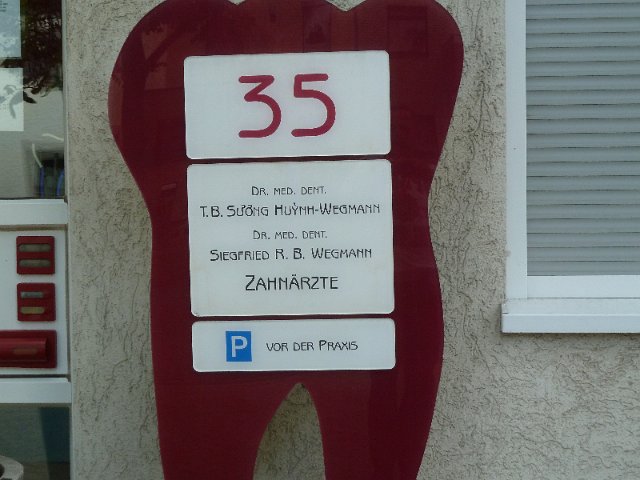 35
DR. MED. DENT.
T. B. SƯƠNG HUỲNH-WEGMANN
DR. MED. DENT.
SIEGFRIED R. B. WEGMANN
ZAHNÄRZTE
P VOR DER PRAXIS